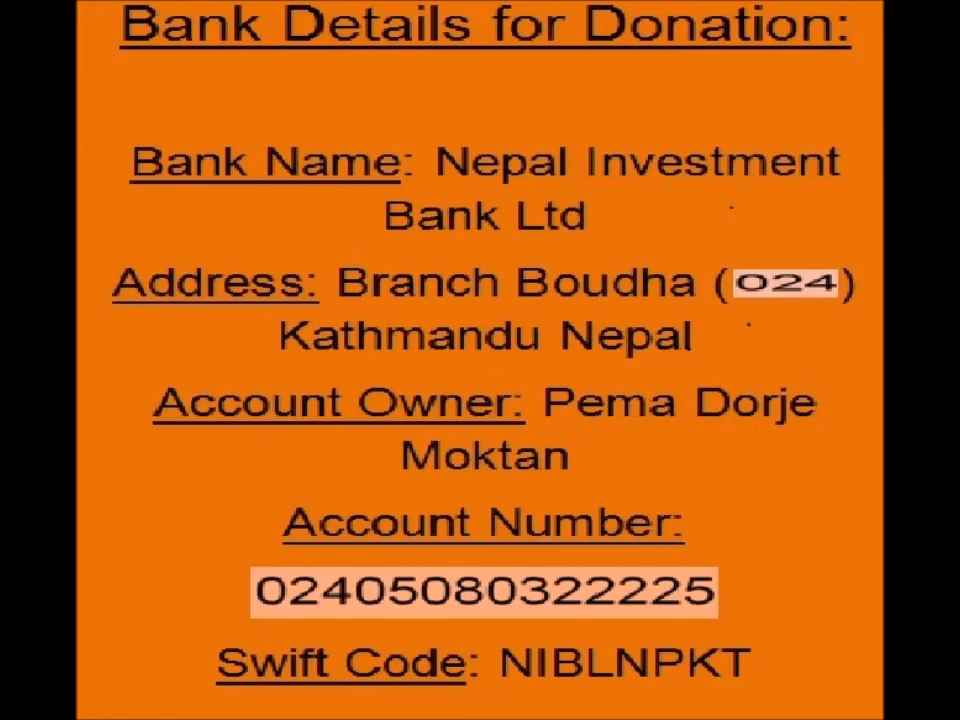 Bank Details for Donation:
Bank Name: Nepal Investment
Bank Ltd
Address: Branch Boudha (024)
Kathmandu Nepal
Account Owner: Pema Dorje
Moktan
Account Number:
02405080322225
Swift Code: NIBLNPKT